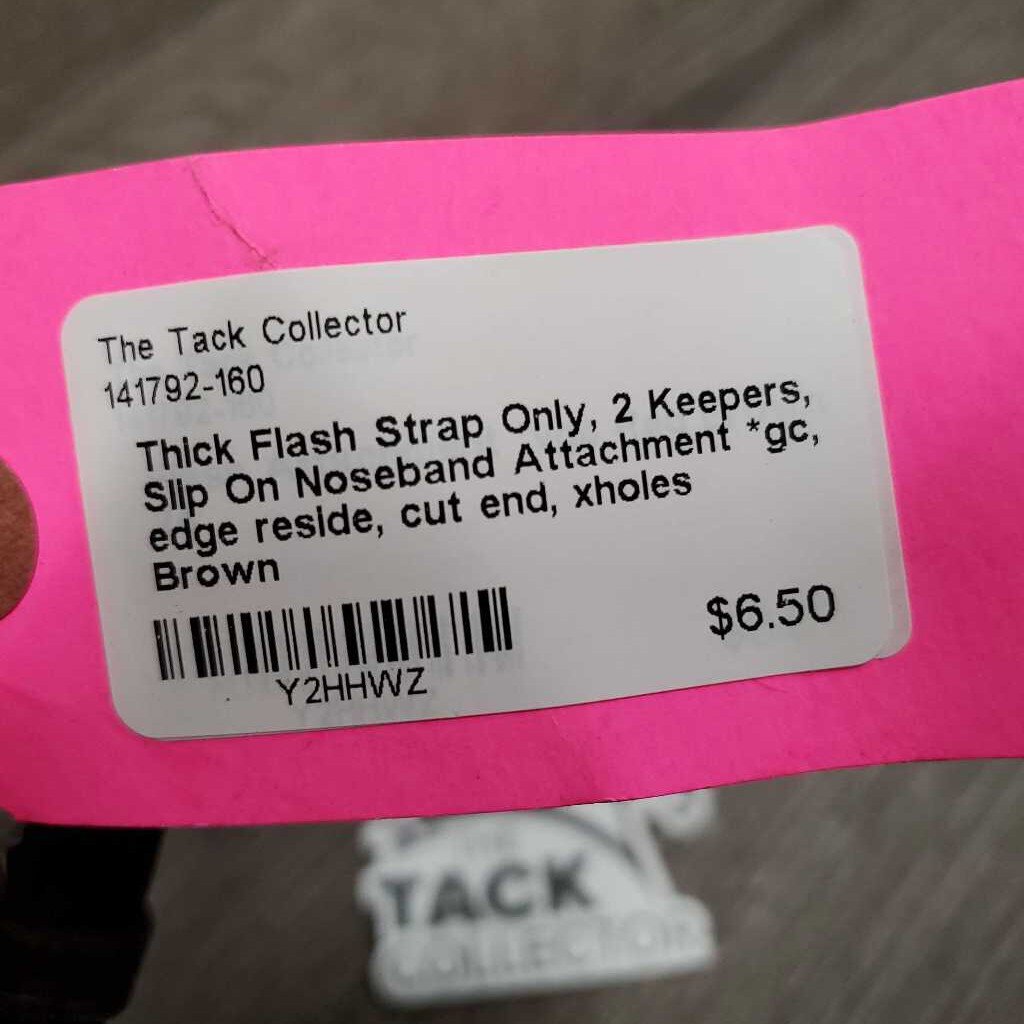 The Tack Collector
141792-160
Thick Flash Strap Only, 2 Keepers,
Slip On Noseband Attachment *gc,
edge reside, cut end, xholes
Brown
$6.50
Y2HHWZ
TACK
COLLECTOR